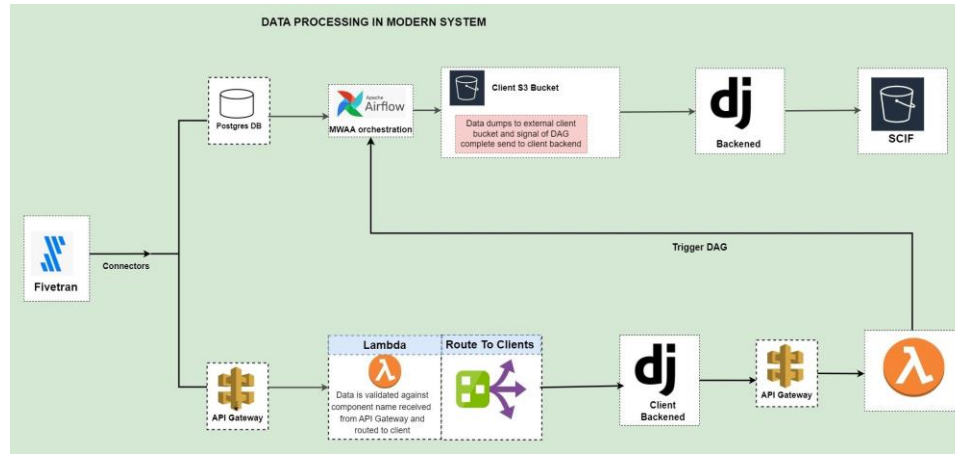 DATA PROCESSING IN MODERN SYSTEM
Postgres DB
Apache
Airflow
MWAA orchestration
Client S3 Bucket
Data dumps to external client
bucket and signal of DAG
complete send to client backend
dj
Backened
SCIF
Trigger DAG
Fivetran
Connectors
API Gateway
Lambda
Data is validated against
component name received
from API Gateway and
routed to client
Route To Clients
dj
Client
Backened
API Gateway